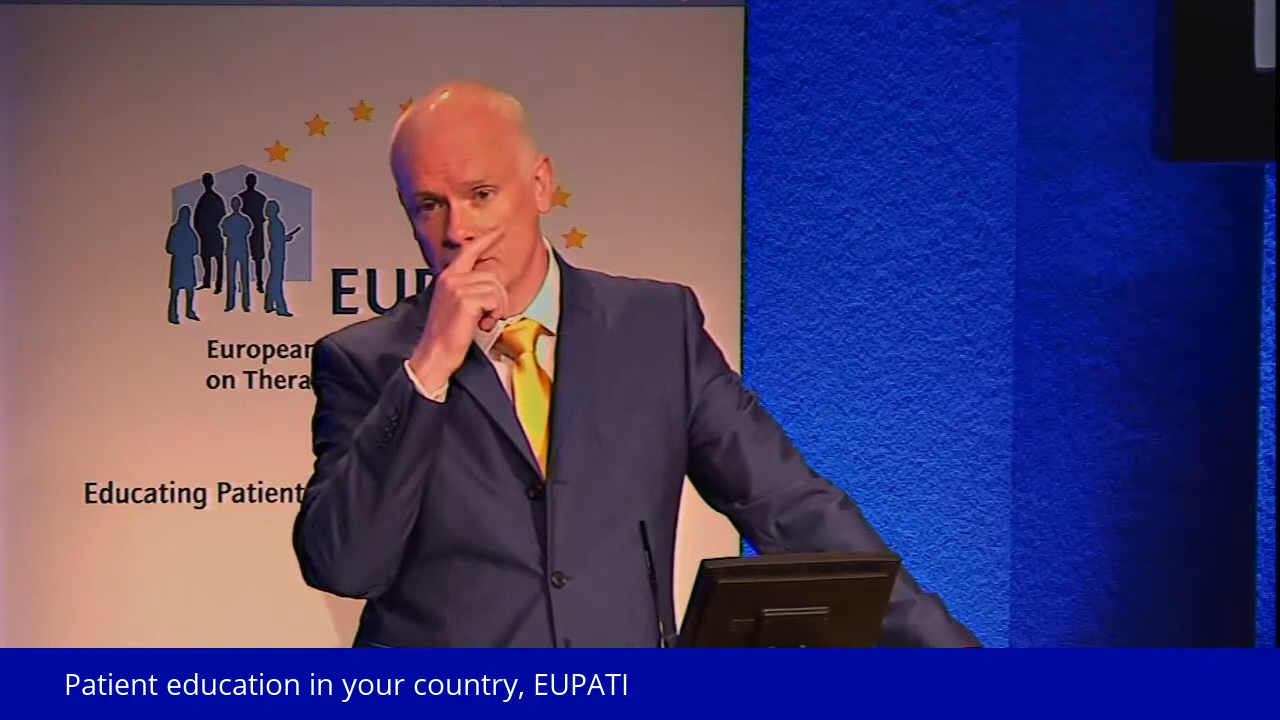 EU
European
on Thera
Educating Patient
Patient education in your country, EUPATI